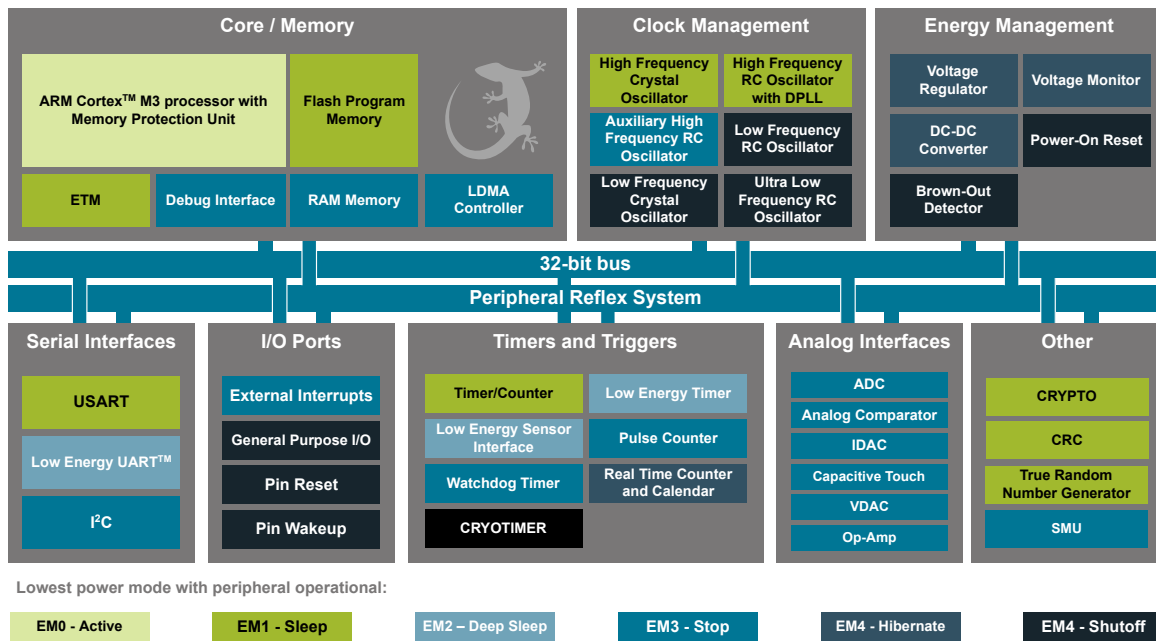 Core / Memory
ARM Cortex™ M3 processor with
Memory Protection Unit
Flash Program
Memory
ETM
Debug Interface
RAM Memory
LDMA
Controller
Clock Management
High Frequency
Crystal
Oscillator
High Frequency
RC Oscillator
with DPLL
Auxiliary High
Frequency RC
Oscillator
Low Frequency
RC Oscillator
Low Frequency
Crystal
Oscillator
Ultra Low
Frequency RC
Oscillator
Energy Management
Voltage
Regulator
Voltage Monitor
DC-DC
Converter
Power-On Reset
Brown-Out
Detector
32-bit bus
Peripheral Reflex System
Serial Interfaces
USART
Low Energy UART™
I²C
I/O Ports
External Interrupts
General Purpose I/O
Pin Reset
Pin Wakeup
Timers and Triggers
Timer/Counter
Low Energy Timer
Low Energy Sensor
Interface
Pulse Counter
Watchdog Timer
Real Time Counter
and Calendar
CRYOTIMER
Analog Interfaces
ADC
Analog Comparator
IDAC
Capacitive Touch
VDAC
Op-Amp
Other
CRYPTO
CRC
True Random
Number Generator
SMU
Lowest power mode with peripheral operational:
EM0 - Active
EM1 - Sleep
EM2 – Deep Sleep
EM3 - Stop
EM4 - Hibernate
EM4 - Shutoff